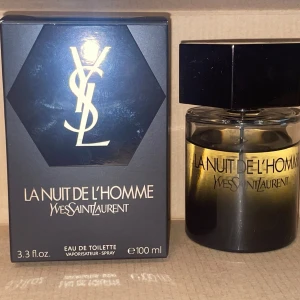 YSL
LA NUIT DE L'HOMME
YVESSAINTLAURENT
EAU DE TOILETTE
VAPORISATEUR - SPRAY
3.3 fl.oz. e 100 ml
LA NUIT DE L'HOMME
YVESSAINTLAURENT